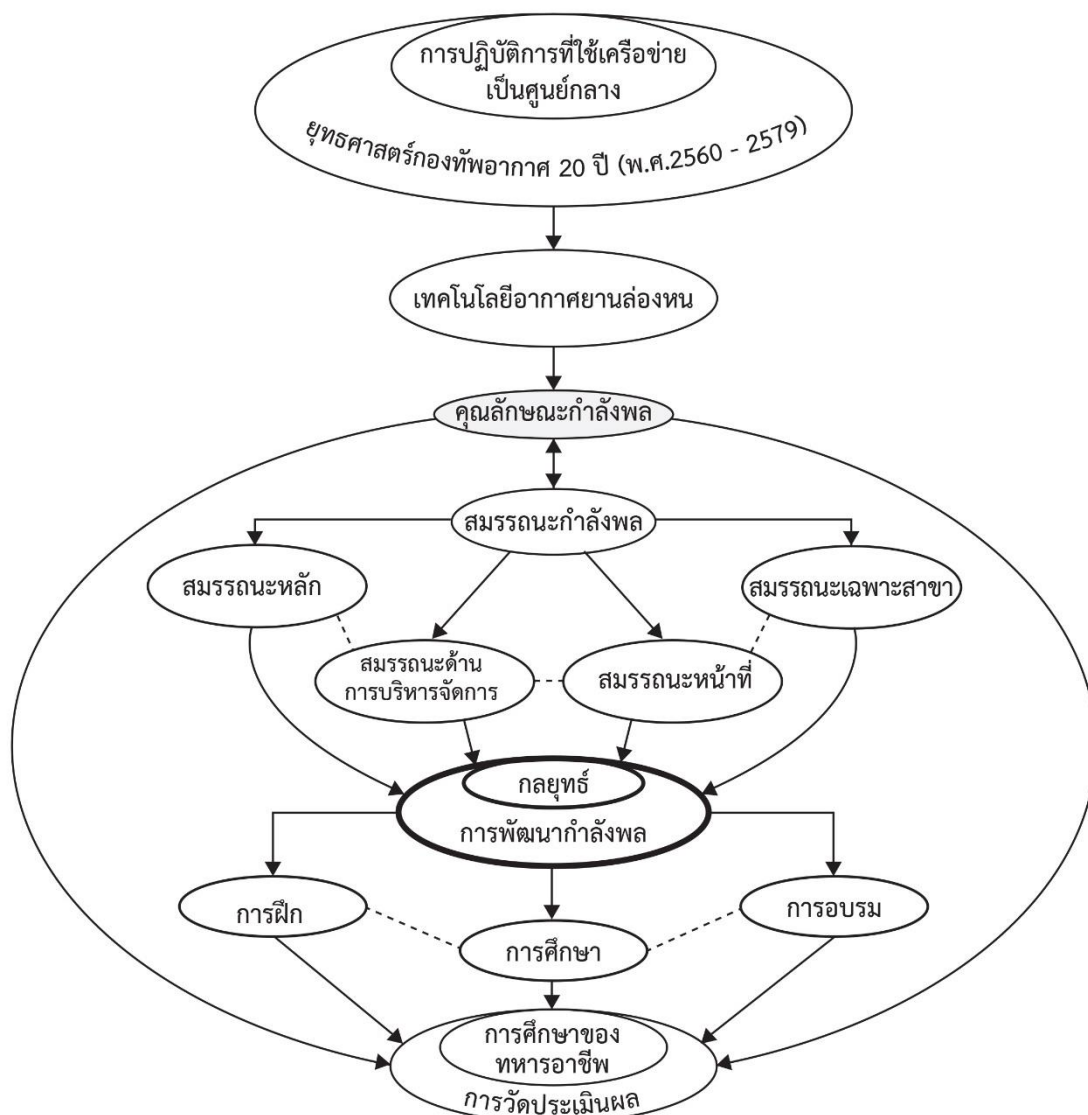 การปฏิบัติการที่ใช้เครือข่าย
เป็นศูนย์กลาง
ยุทธศาสตร์กองทัพอากาศ 20 ปี (พ.ศ.2560 - 2579)
เทคโนโลยีอากาศยานล่องหน
คุณลักษณะกำลังพล
สมรรถนะกำลังพล
สมรรถนะหลัก
สมรรถนะเฉพาะสาขา
สมรรถนะด้าน
การบริหารจัดการ
สมรรถนะหน้าที่
กลยุทธ์
การพัฒนากำลังพล
การฝึก
การอบรม
การศึกษา
การศึกษาของ
ทหารอาชีพ
การวัดประเมินผล